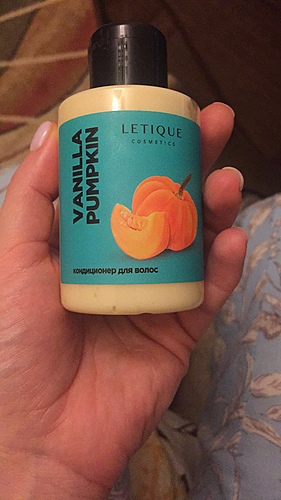 LETIQUE
COSMETICS
VANILLA
PUMPKIN
кондиционер для волос